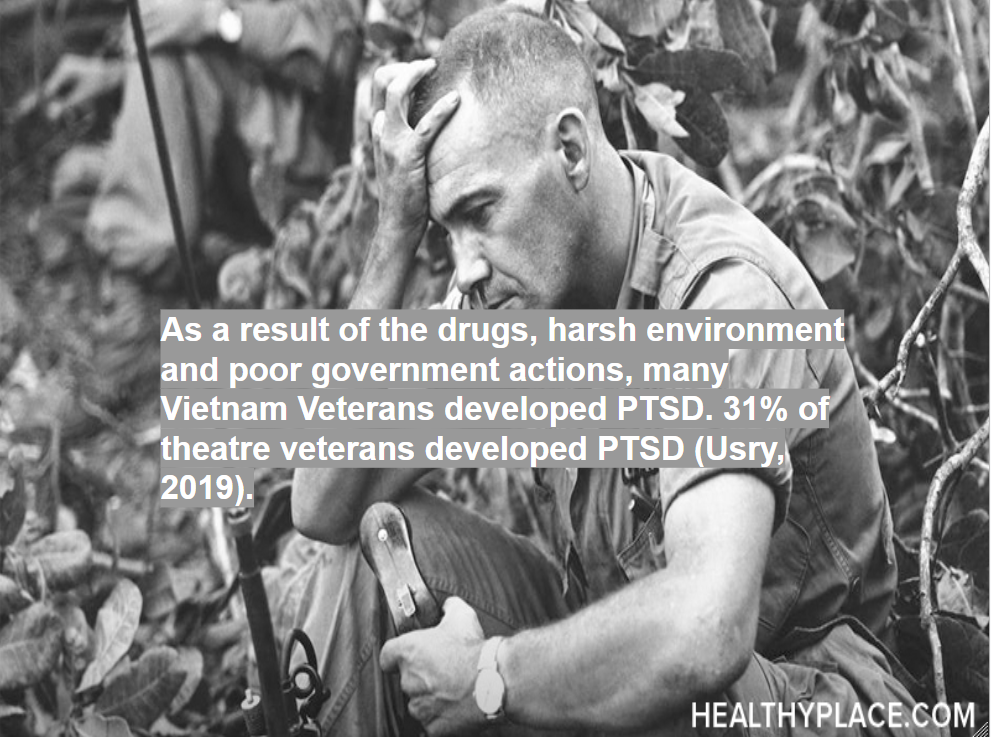 As a result of the drugs, harsh environment
and poor government actions, many
Vietnam Veterans developed PTSD. 31% of
theatre veterans developed PTSD (Usry,
2019).
HEALTHYPLACE.COM